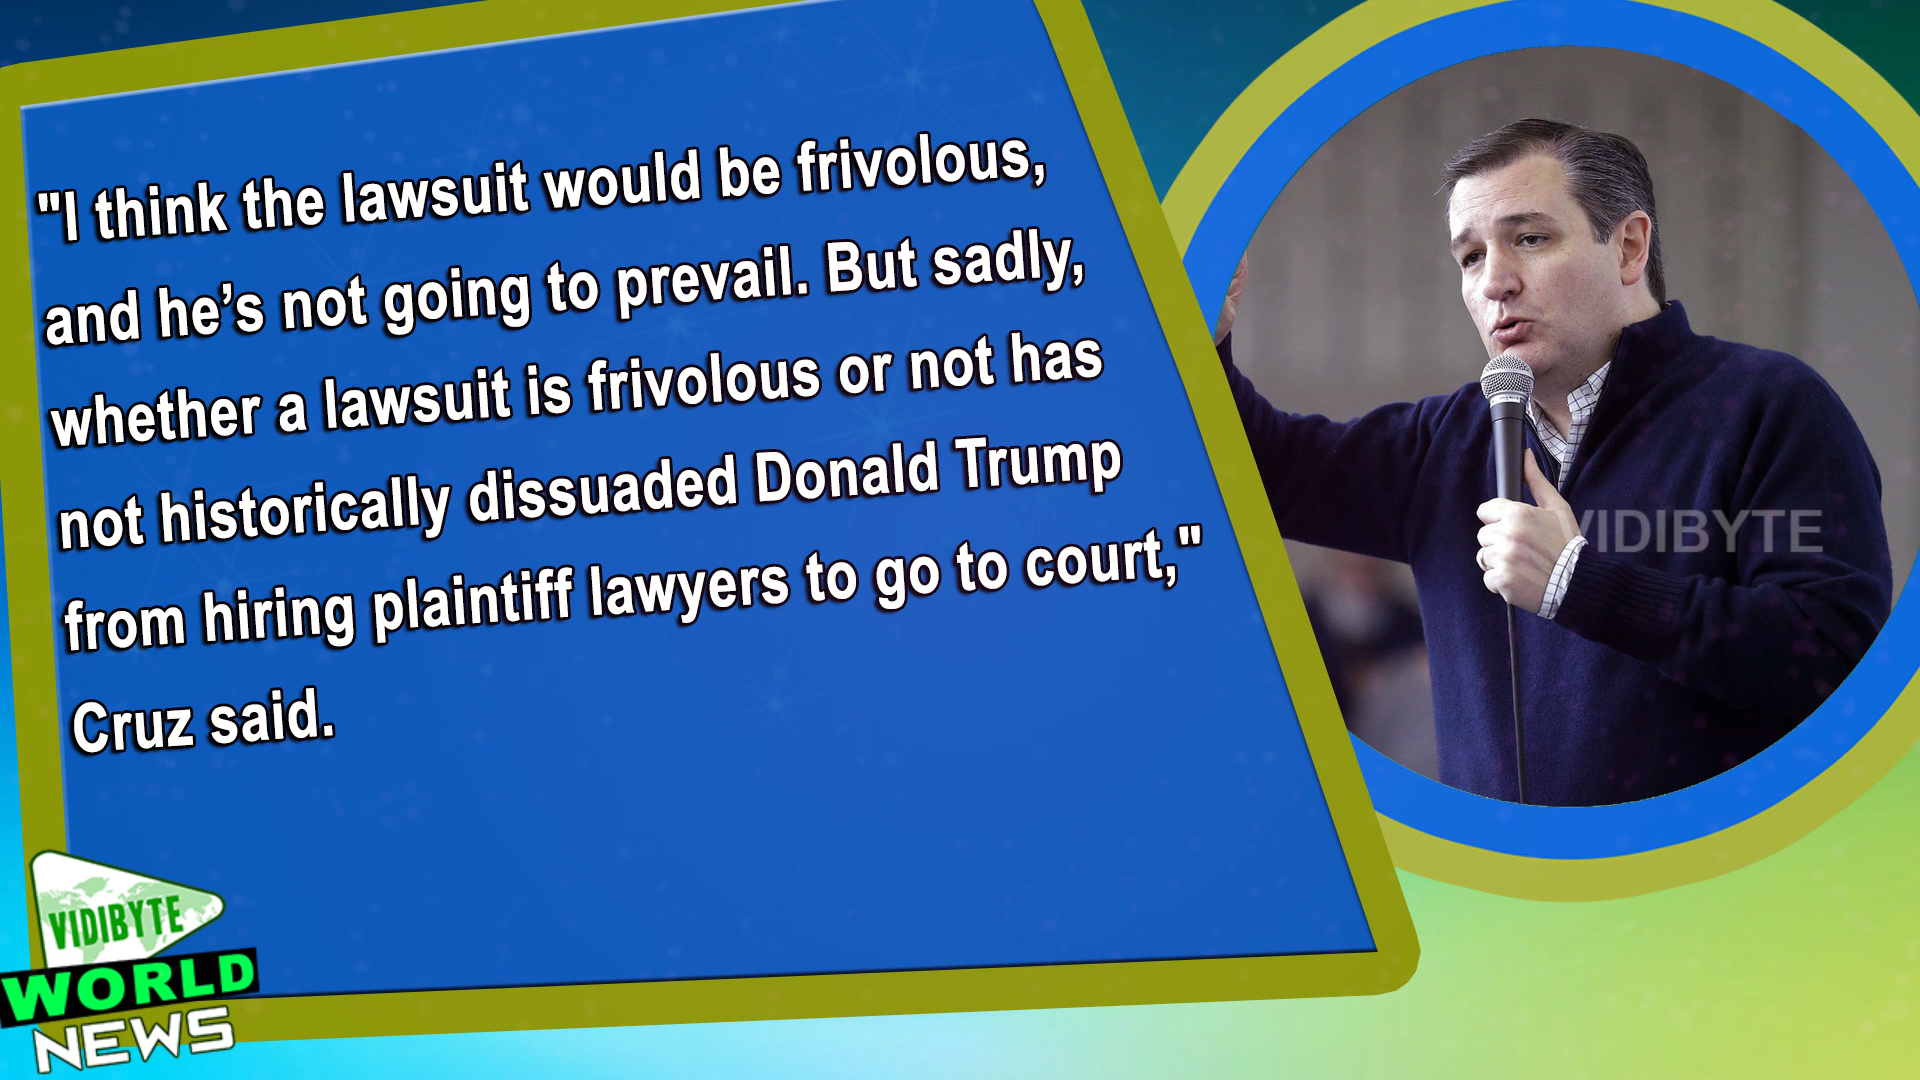 "I think the lawsuit would be frivolous,
and he’s not going to prevail. But sadly,
whether a lawsuit is frivolous or not has
not historically dissuaded Donald Trump
from hiring plaintiff lawyers to go to court,"
Cruz said.
VIDIBYTE
VIDIBYTE
WORLD
NEWS